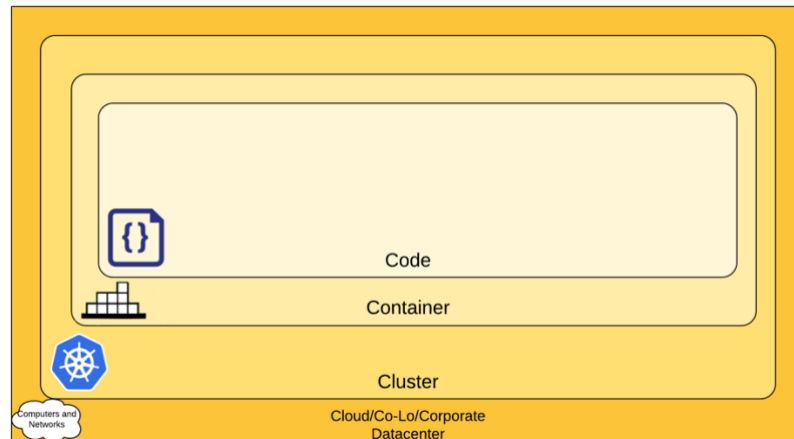 {}
Code
Container
Cluster
Computers and
Networks
Cloud/Co-Lo/Corporate
Datacenter